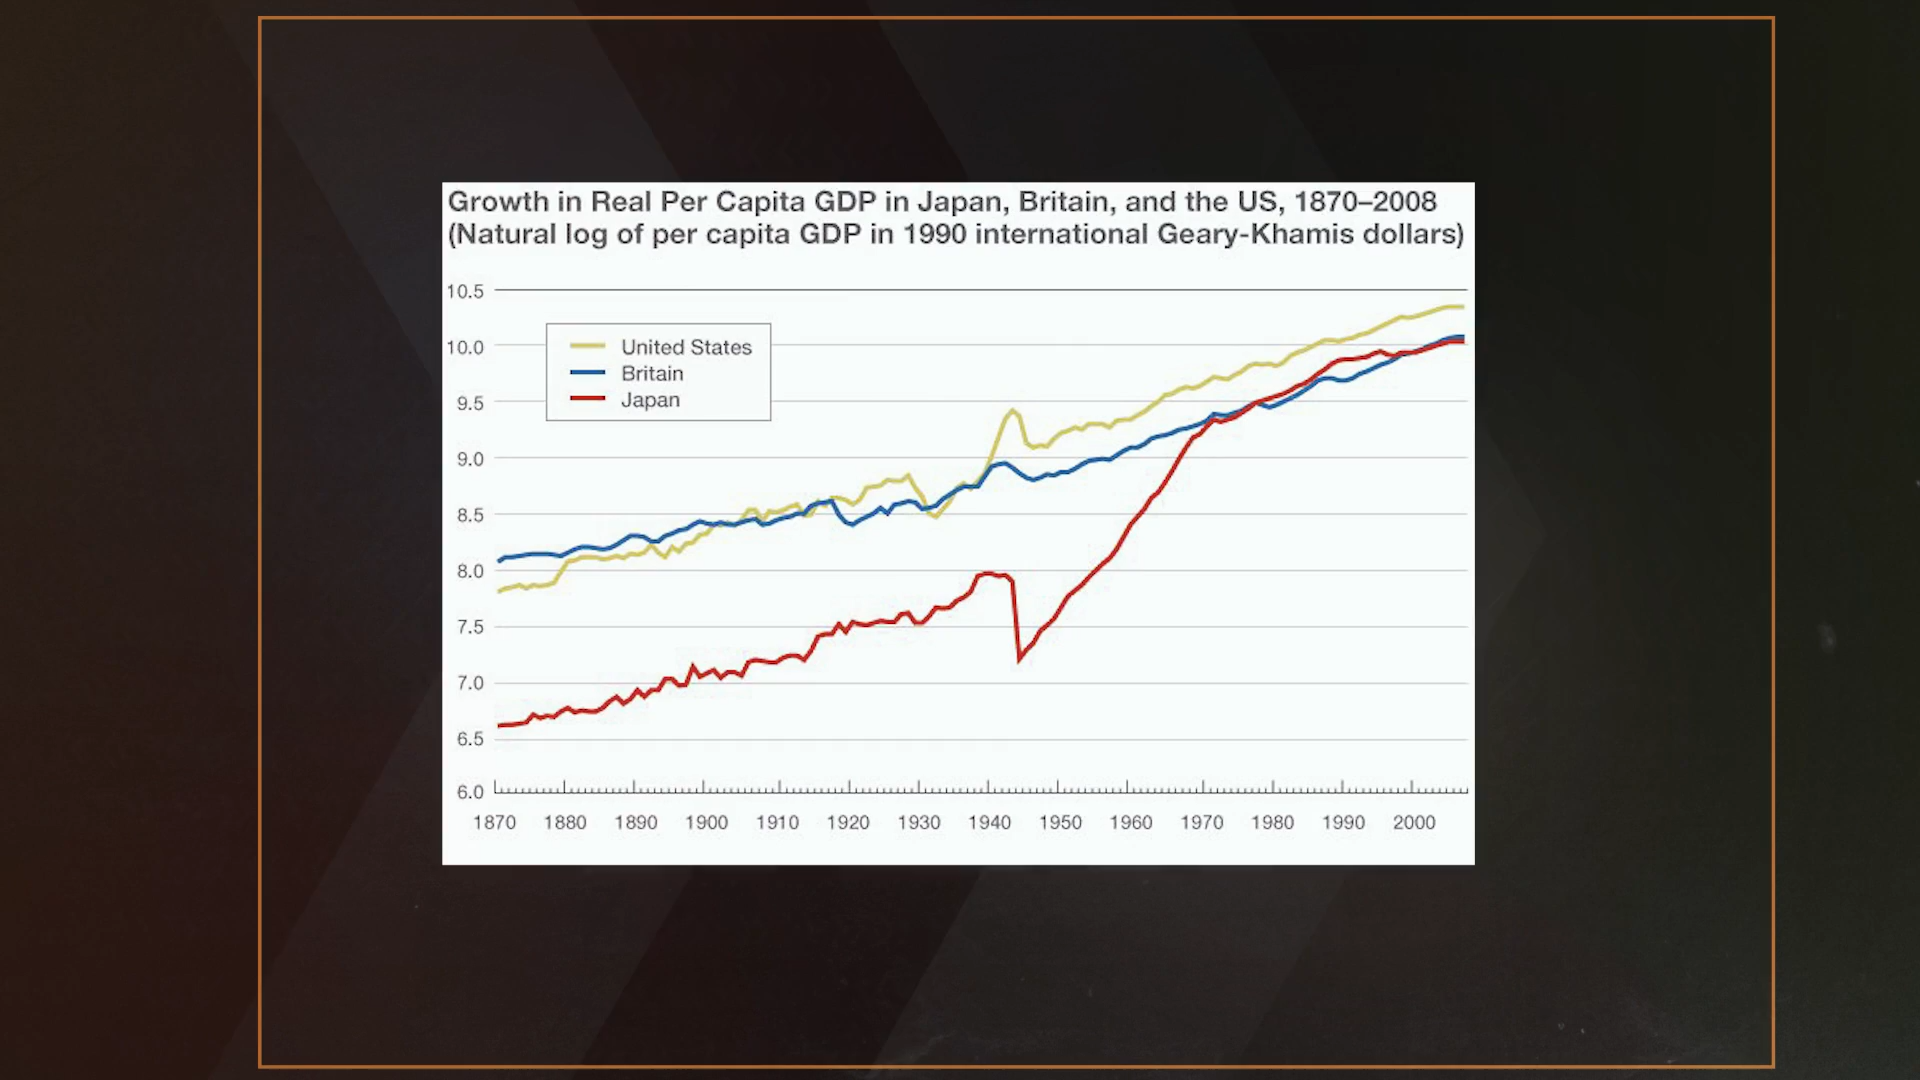 Growth in Real Per Capita GDP in Japan, Britain, and the US, 1870–2008
(Natural log of per capita GDP in 1990 international Geary-Khamis dollars)
10.5
United States
10.0
Britain
Japan
9.5
9.0
8.5
8.0
7.5
7.0
6.5
6.0
1870 1880 1890 1900 1910 1920 1930 1940 1950 1960 1970 1980 1990 2000